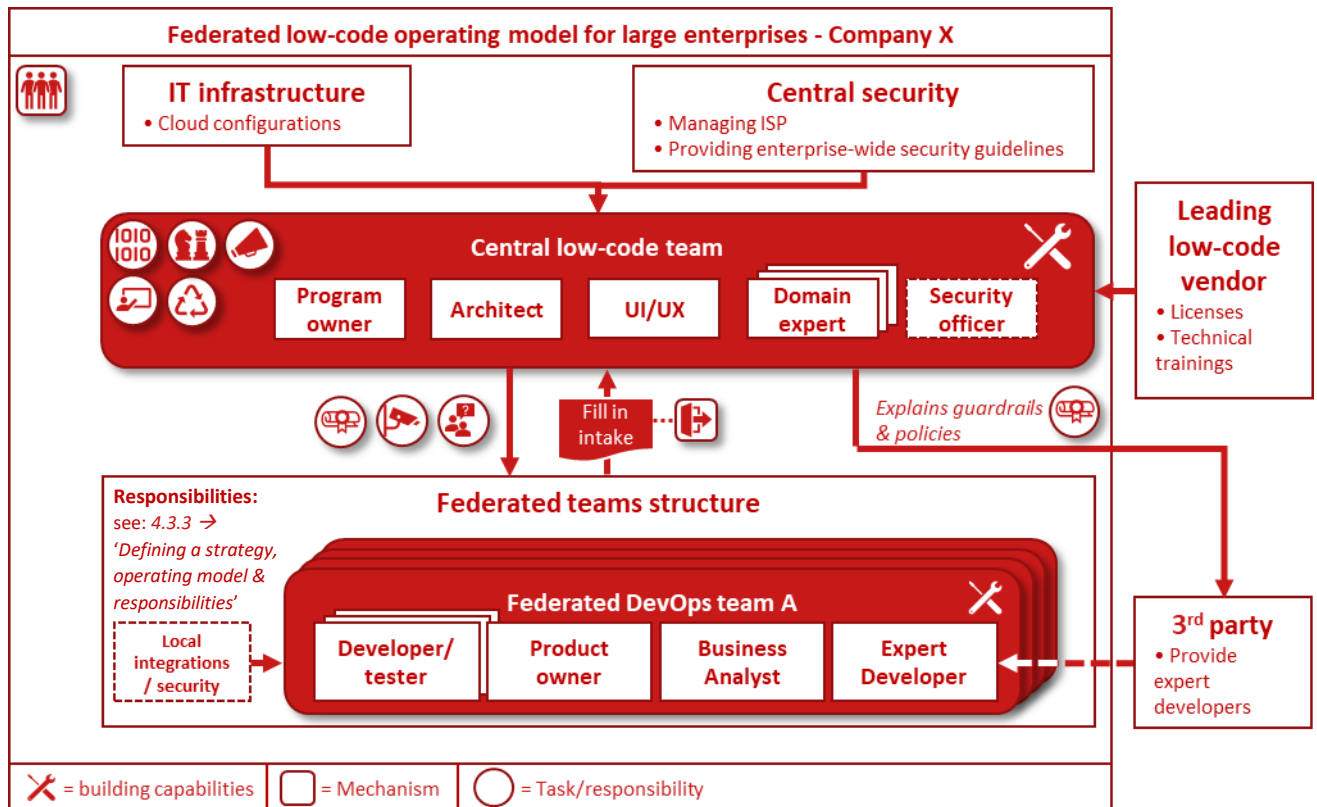 Federated low-code operating model for large enterprises - Company X
IT infrastructure
• Cloud configurations
Central security
• Managing ISP
• Providing enterprise-wide security guidelines
Leading
low-code
vendor
• Licenses
• Technical
trainings
1010
1010
Central low-code team
Program
owner
Architect
UI/UX
Domain
expert
Security
officer
?
Fill in
intake
...
Explains guardrails
& policies
Responsibilities:
see: 4.3.3 →
‘Defining a strategy,
operating model &
responsibilities’
Federated teams structure
Federated DevOps team A
Local
integrations
/ security
Developer/
tester
Product
owner
Business
Analyst
Expert
Developer
3rd party
• Provide
expert
developers
= building capabilities
= Mechanism
= Task/responsibility